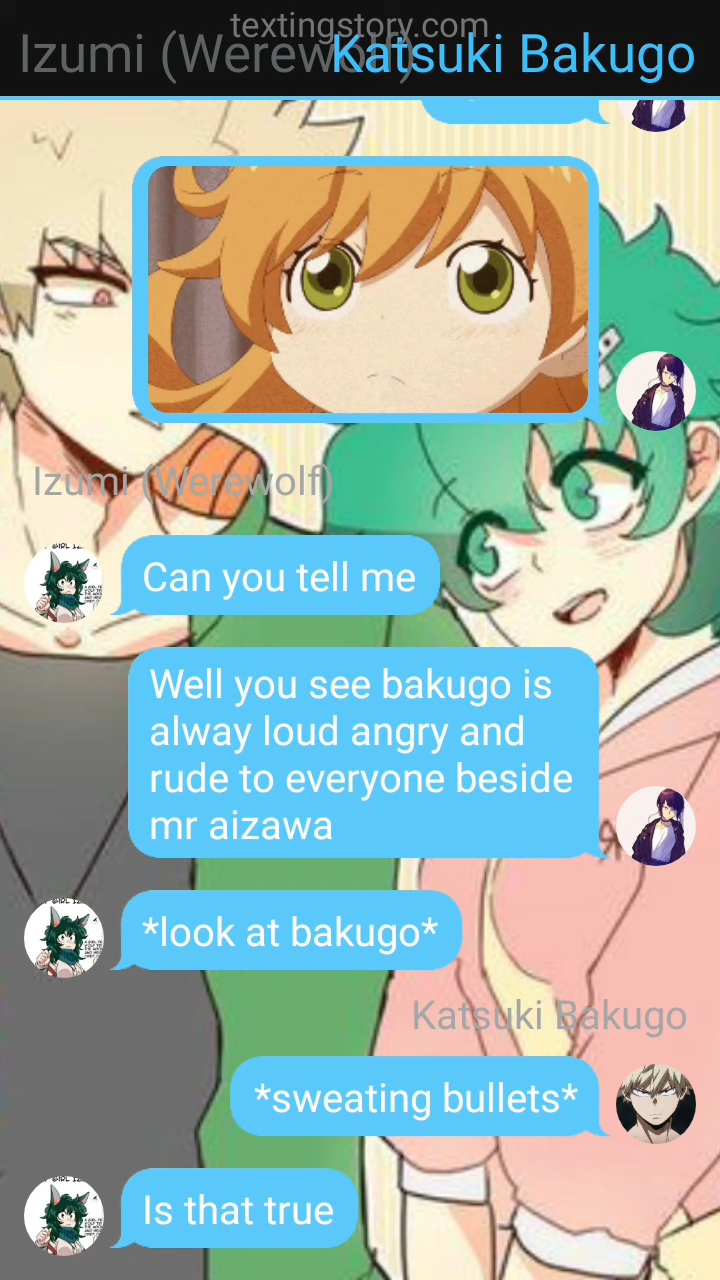 textingstory.com
Izumi (Werewolf)
Katsuki Bakugo
Izumi (Werewolf)
Can you tell me
Well you see bakugo is
alway loud angry and
rude to everyone beside
mr aizawa
*look at bakugo*
Katsuki Bakugo
*sweating bullets*
Is that true